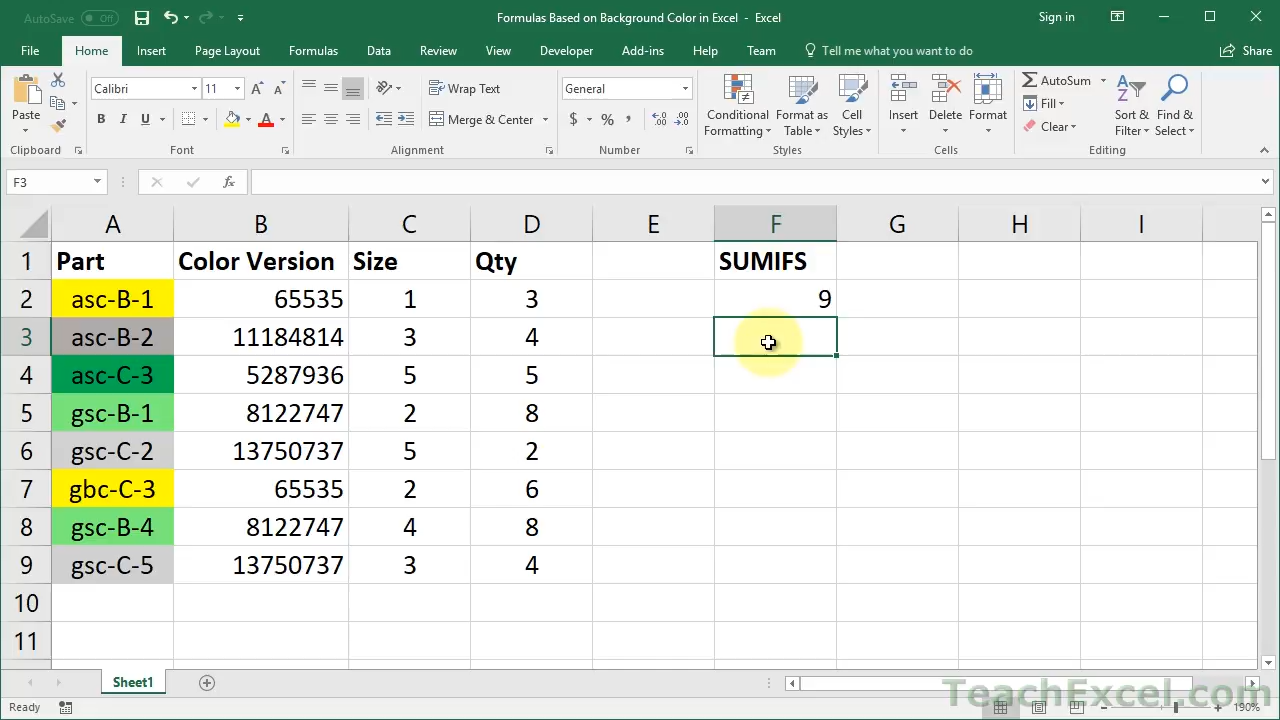 AutoSave Off
Formulas Based on Background Color in Excel - Excel
Sign in
File Home Insert Page Layout Formulas Data Review View Developer Add-ins Help Team Tell me what you want to do Share
Calibri 11 Wrap Text General AutoSum
Paste Conditional Formatting Format as Table Cell Styles Insert Delete Format Fill Sort & Filter Find & Select
B I U A Merge & Center $ % , Clear
Clipboard Font Alignment Number Styles Cells Editing
F3 fx
A B C D E F G H I
1 Part Color Version Size Qty SUMIFS
2 asc-B-1 65535 1 3 9
3 asc-B-2 11184814 3 4
4 asc-C-3 5287936 5 5
5 gsc-B-1 8122747 2 8
6 gsc-C-2 13750737 5 2
7 gbc-C-3 65535 2 6
8 gsc-B-4 8122747 4 8
9 gsc-C-5 13750737 3 4
10
11
Sheet1
TeachExcel.com
Ready 190%